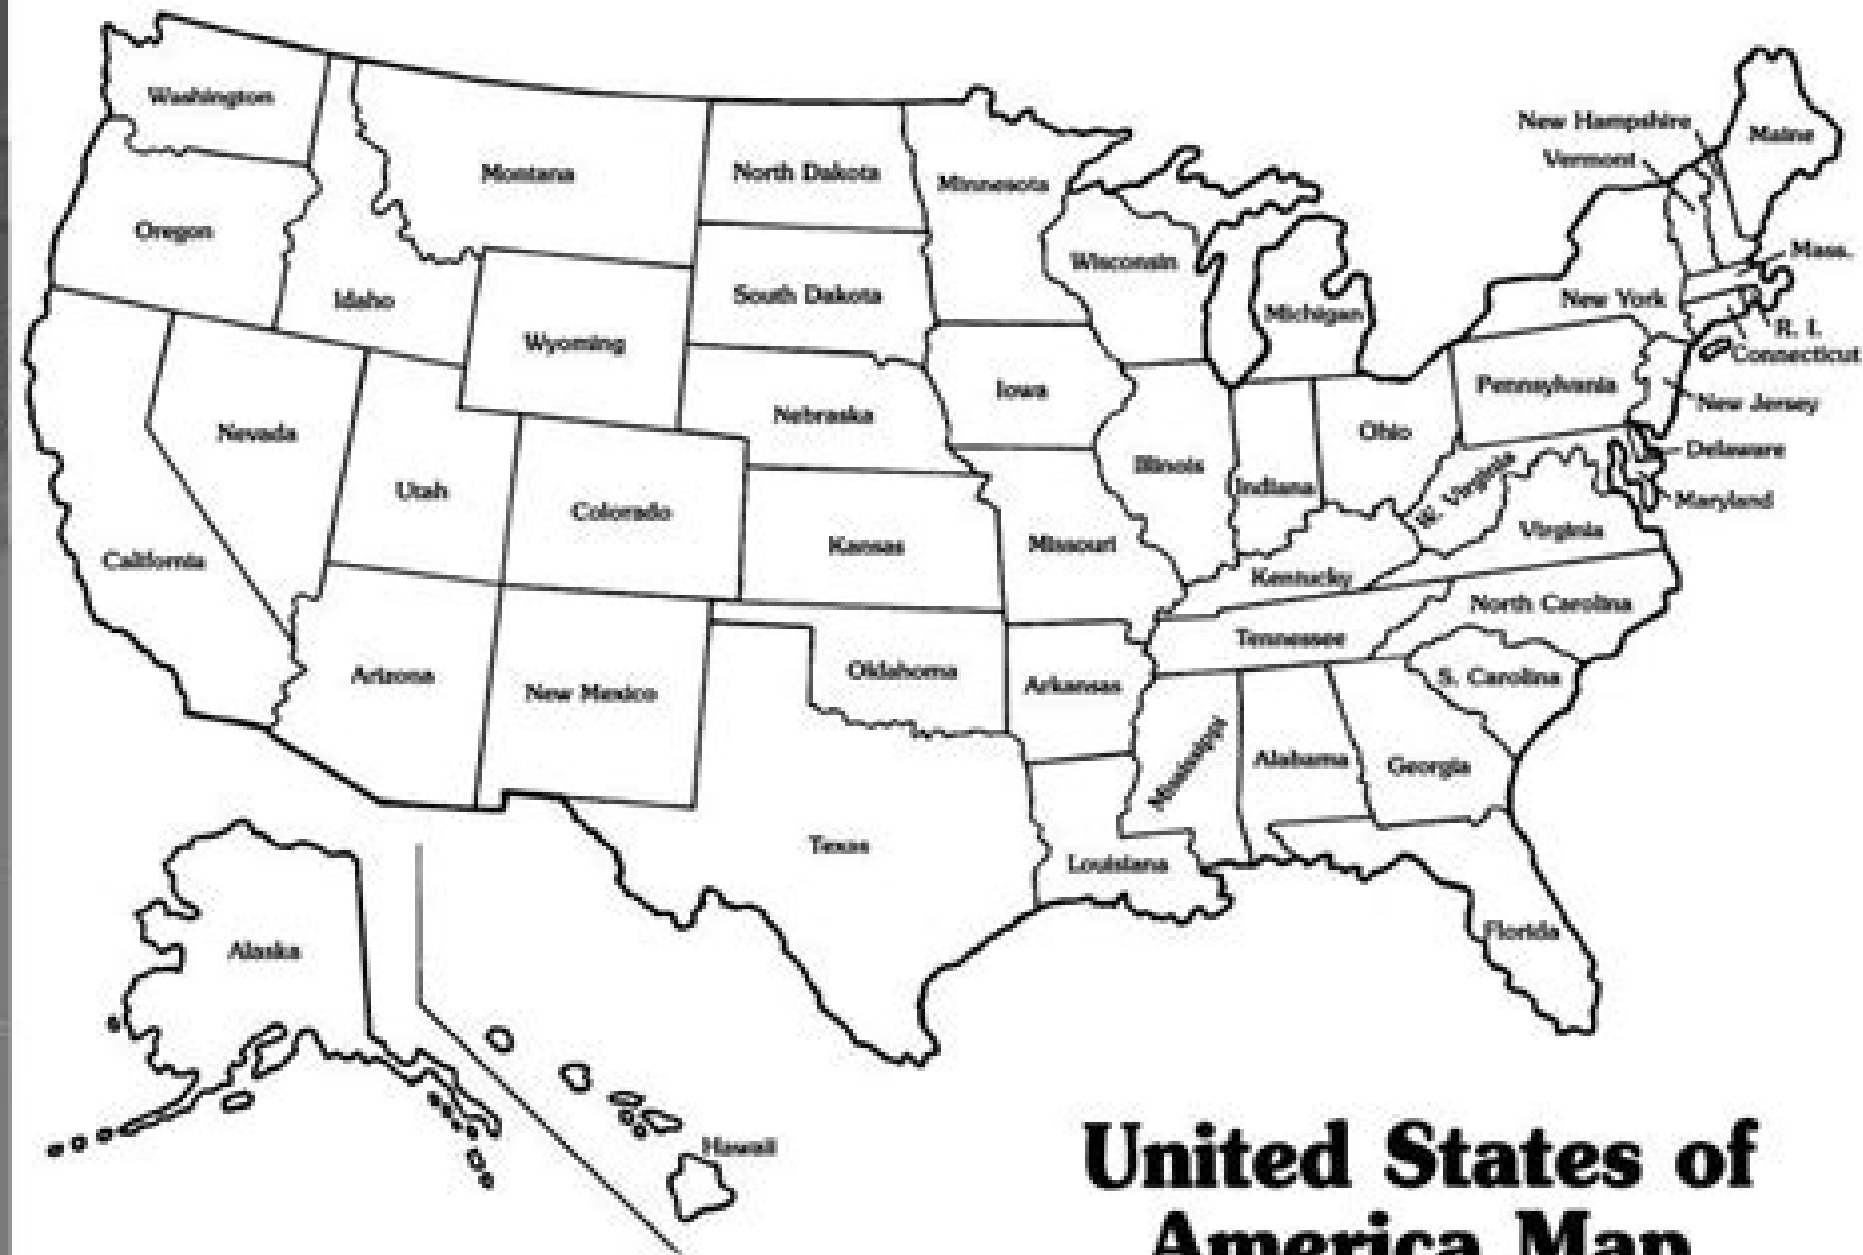 Washington
Montana
North Dakota
Minnesota
New Hampshire
Vermont
Maine
Oregon
Idaho
Wyoming
South Dakota
Wisconsin
Michigan
New York
Mass.
R. I.
Connecticut
Nevada
Utah
Colorado
Nebraska
Iowa
Illinois
Indiana
Ohio
Pennsylvania
New Jersey
Delaware
Maryland
W. Virginia
Virginia
California
Kansas
Missouri
Kentucky
North Carolina
Tennessee
S. Carolina
Arizona
New Mexico
Oklahoma
Arkansas
Mississippi
Alabama
Georgia
Texas
Louisiana
Florida
Alaska
Hawaii
United States of
America Map